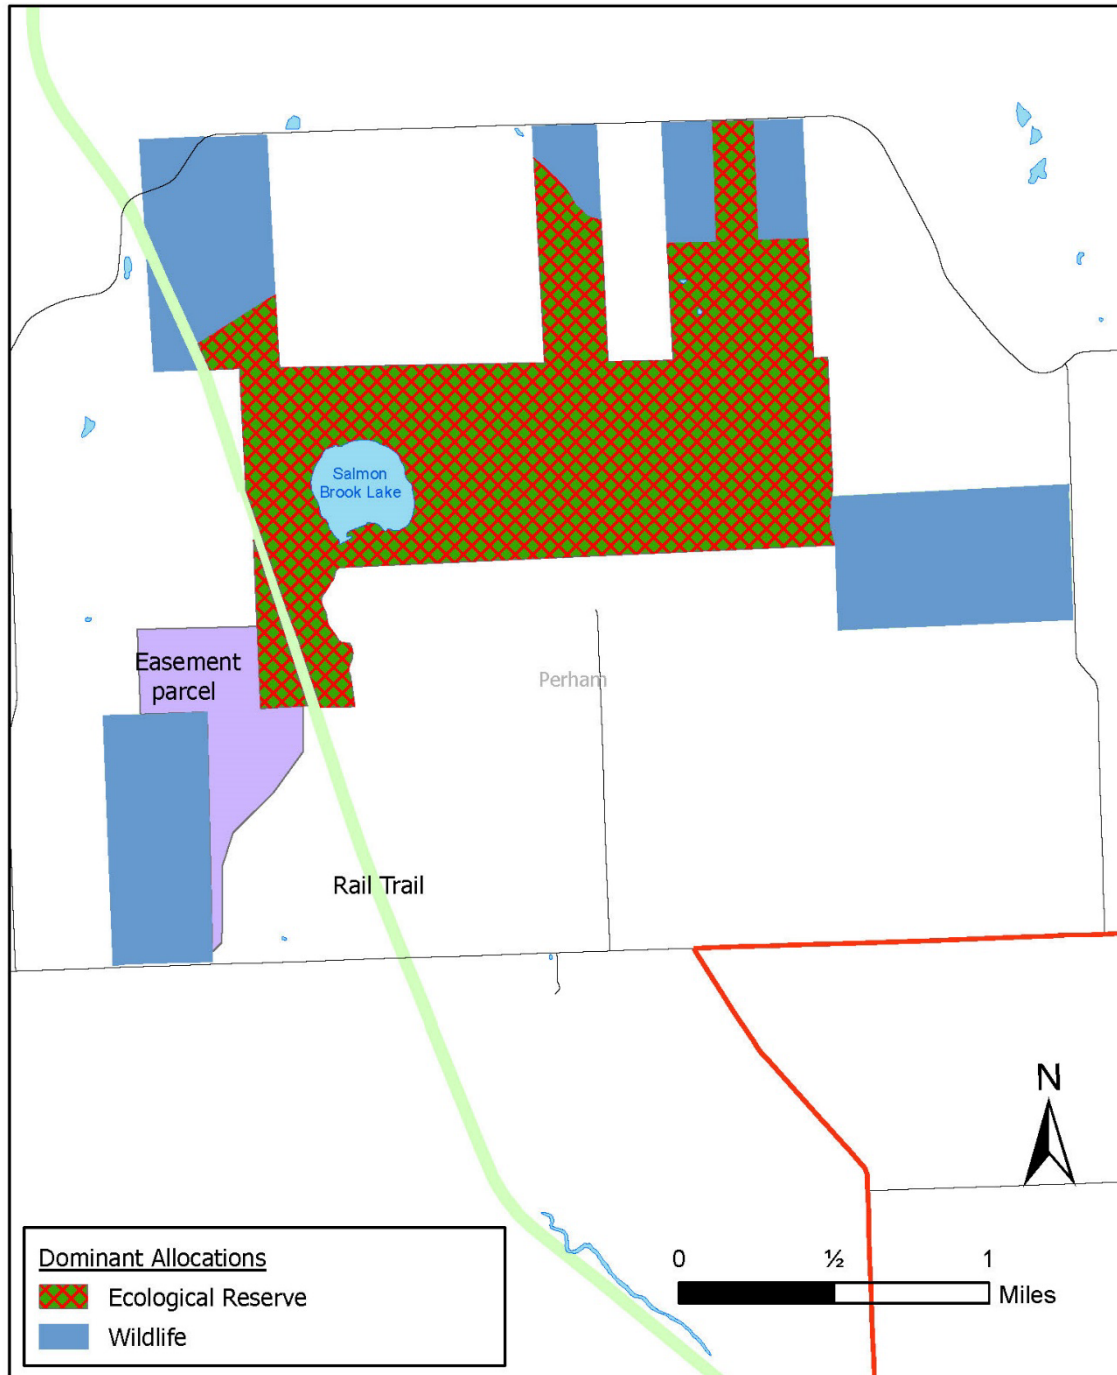 Salmon
Brook Lake
Easement
parcel
Perham
Rail Trail
N
0 ½ 1
Miles
Dominant Allocations
Ecological Reserve
Wildlife